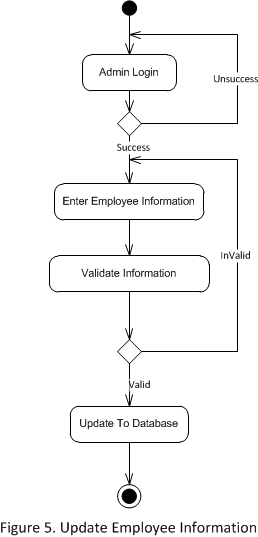 Admin Login
Unsuccess
Success
Enter Employee Information
InValid
Validate Information
Valid
Update To Database
Figure 5. Update Employee Information